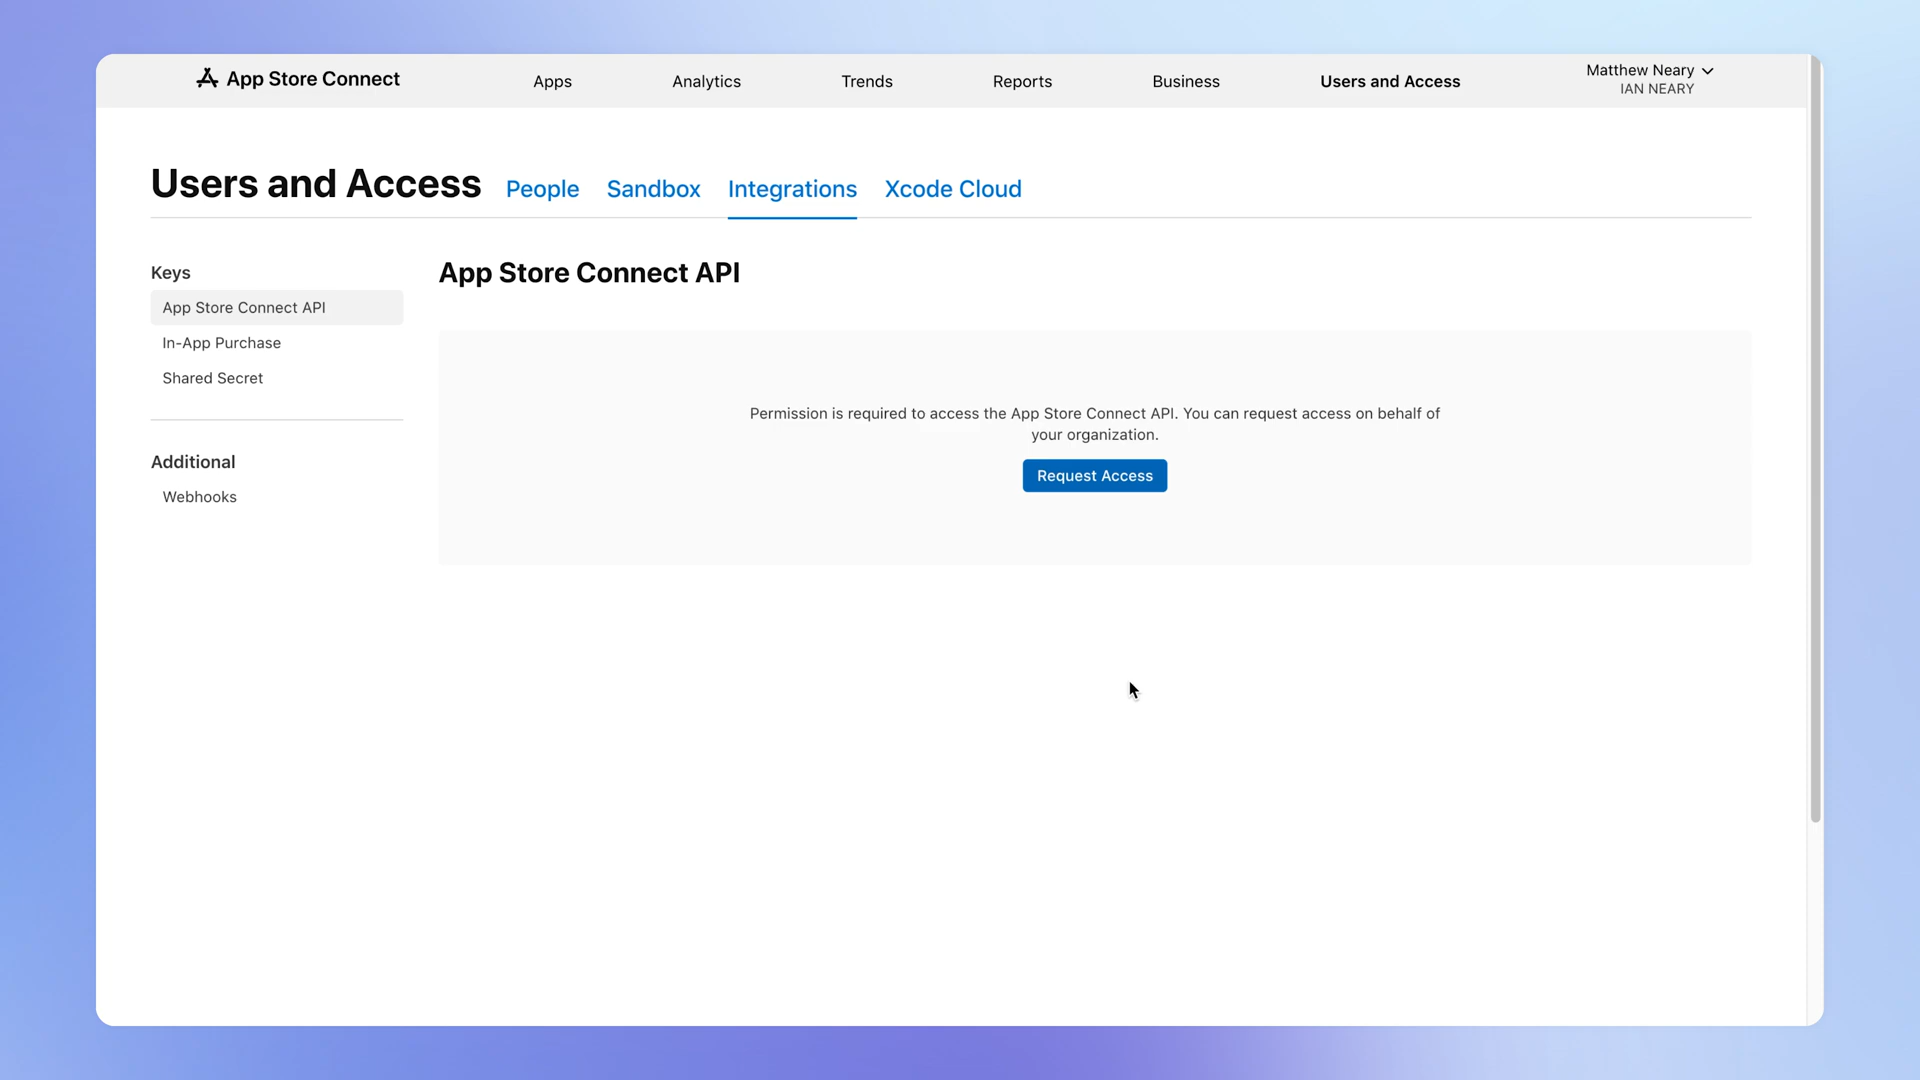 App Store Connect
Apps
Analytics
Trends
Reports
Business
Users and Access
Matthew Neary
IAN NEARY
Users and Access
People
Sandbox
Integrations
Xcode Cloud
Keys
App Store Connect API
In-App Purchase
Shared Secret
Additional
Webhooks
App Store Connect API
Permission is required to access the App Store Connect API. You can request access on behalf of
your organization.
Request Access